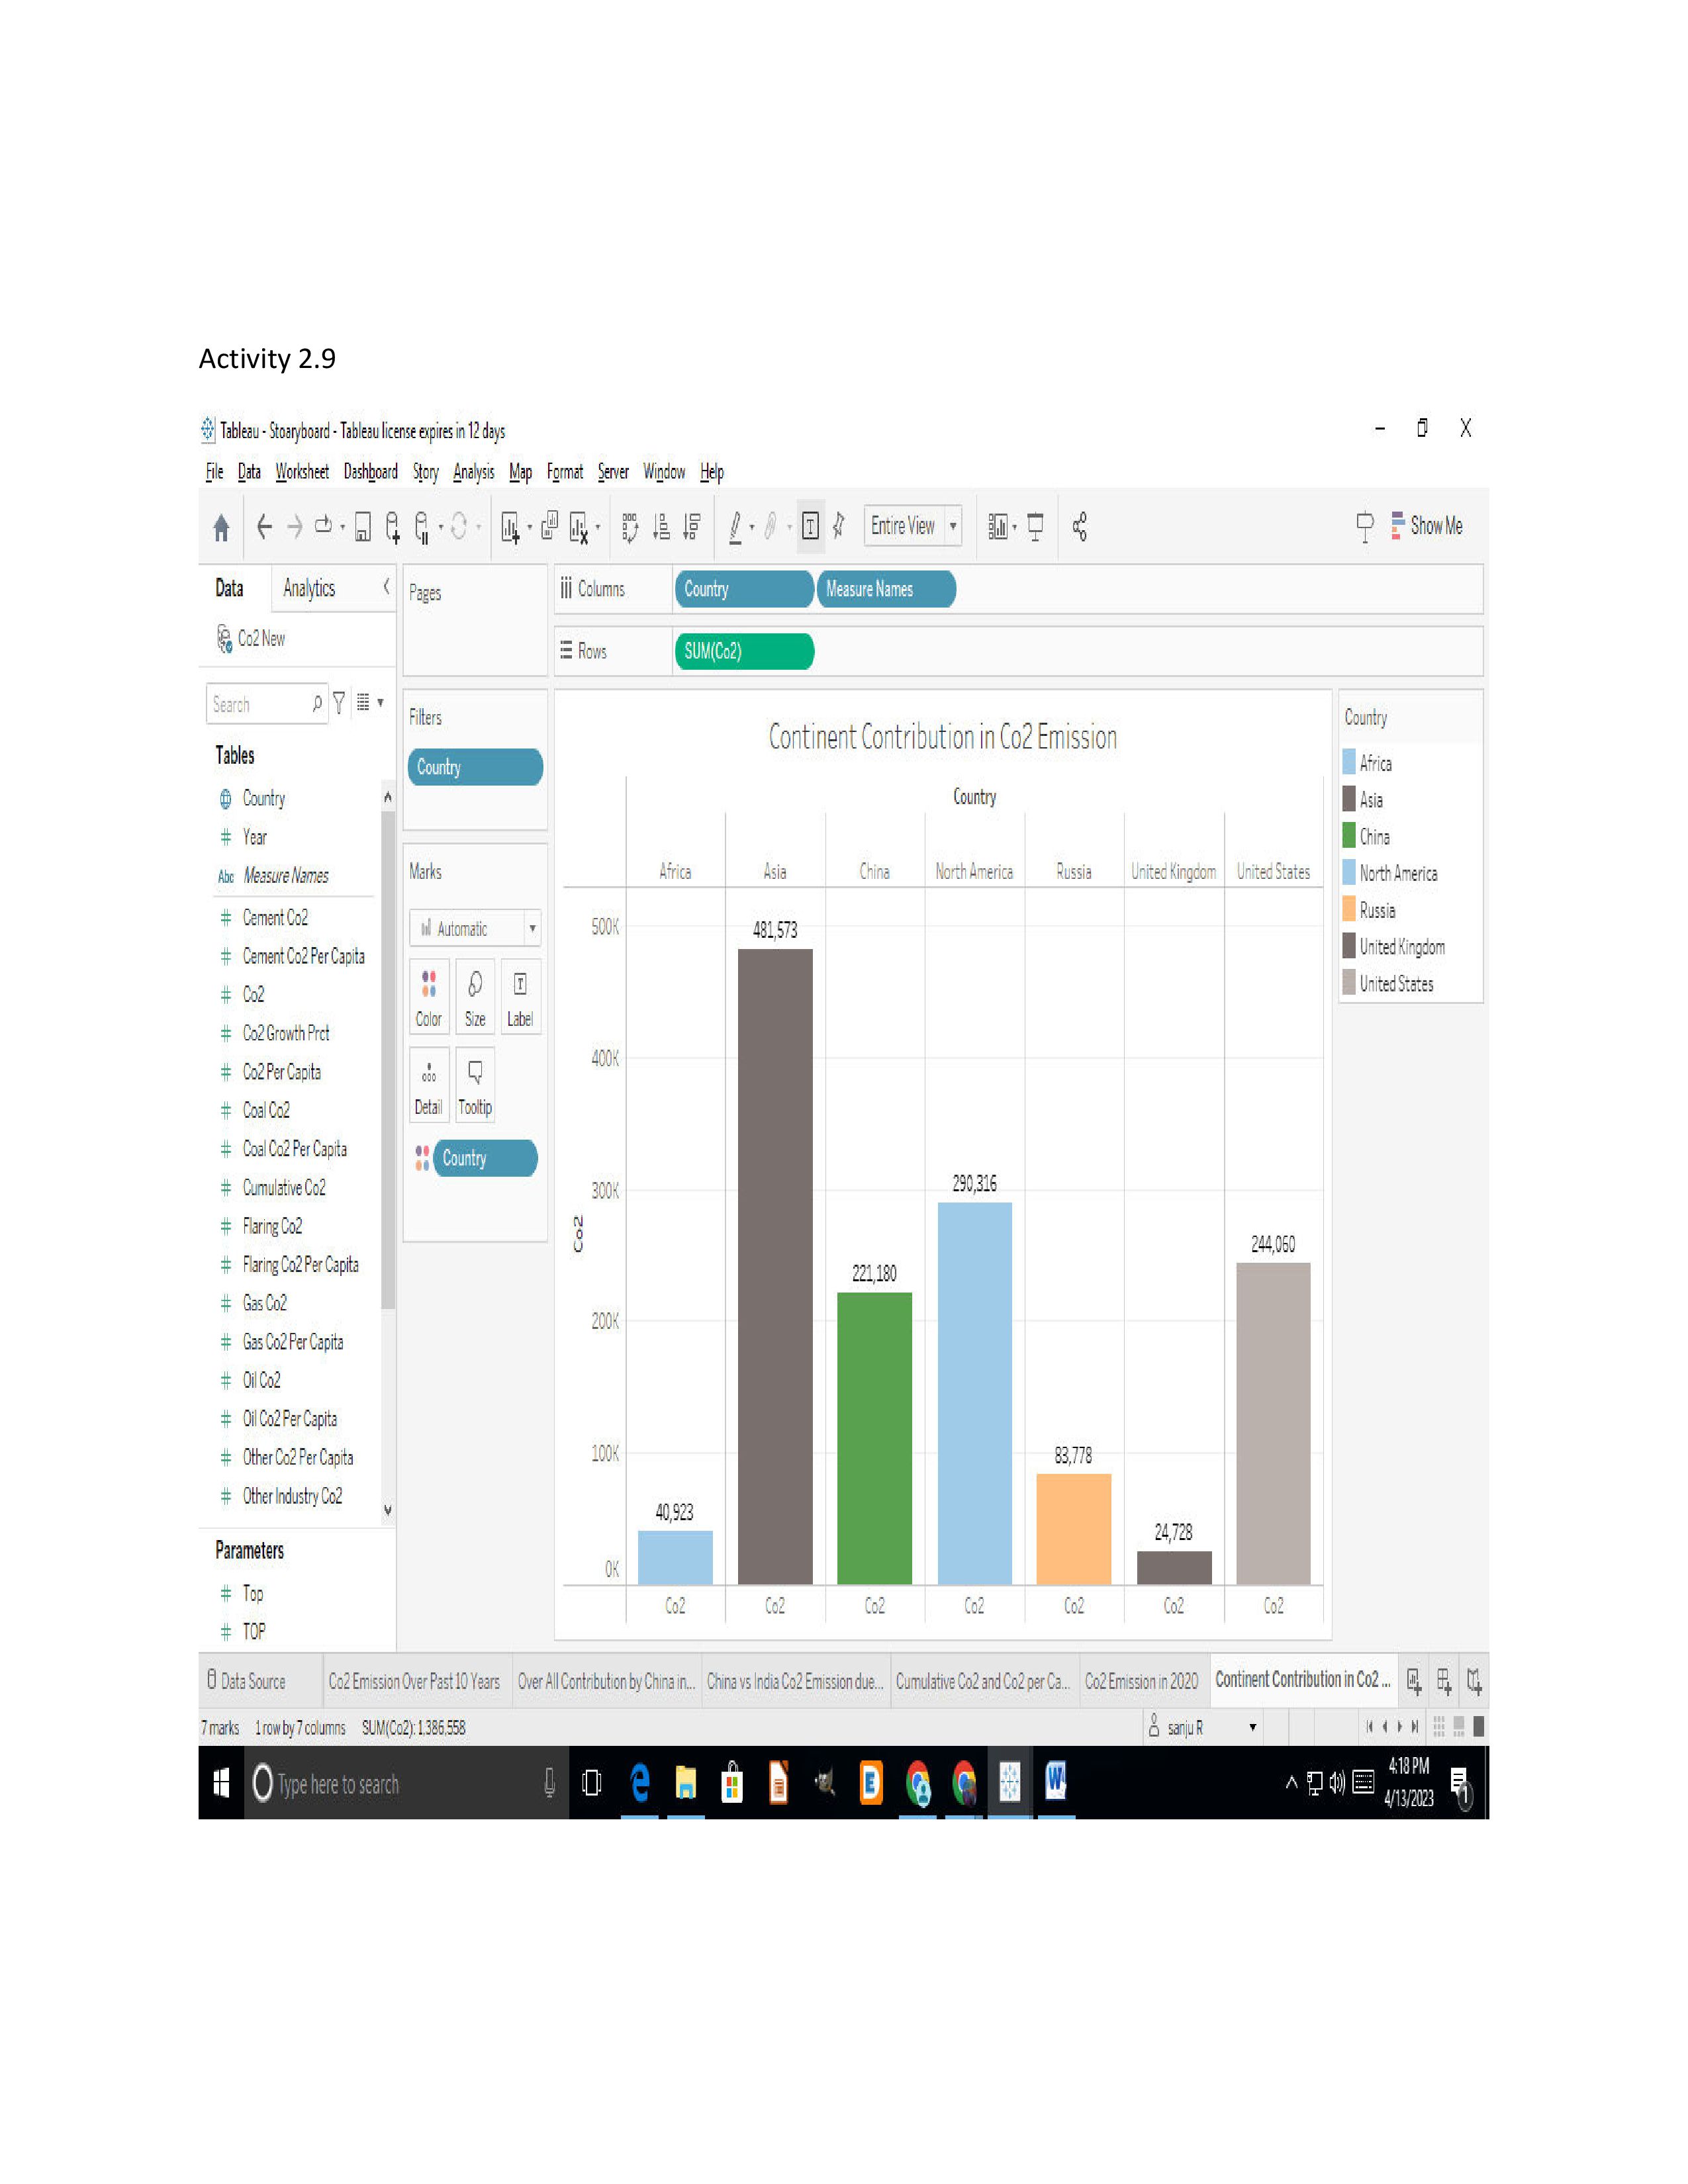 Activity 2.9
Tableau - Stoaryboard - Tableau license expires in 12 days
File Data Worksheet Dashboard Story Analysis Map Format Server Window Help
Entire View
Show Me
Data Analytics
Co2 New
Search
Tables
Country
Year
Abc Measure Names
Cement Co2
Cement Co2 Per Capita
Co2
Co2 Growth Prct
Co2 Per Capita
Coal Co2
Coal Co2 Per Capita
Cumulative Co2
Flaring Co2
Flaring Co2 Per Capita
Gas Co2
Gas Co2 Per Capita
Oil Co2
Oil Co2 Per Capita
Other Co2 Per Capita
Other Industry Co2
Parameters
Top
TOP
Pages
Filters
Country
Marks
Automatic
Color Size Label
Detail Tooltip
Country
Columns Country Measure Names
Rows SUM(Co2)
Continent Contribution in Co2 Emission
Country
Africa Asia China North America Russia United Kingdom United States
Co2
500K
400K
300K
200K
100K
0K
40,923
481,573
221,180
290,316
83,778
24,728
244,060
Co2 Co2 Co2 Co2 Co2 Co2 Co2
Country
Africa
Asia
China
North America
Russia
United Kingdom
United States
Data Source Co2 Emission Over Past 10 Years Over All Contribution by China in... China vs India Co2 Emission due... Cumulative Co2 and Co2 per Ca... Co2 Emission in 2020 Continent Contribution in Co2 ...
7 marks 1 row by 7 columns SUM(Co2): 1,386,558
sanju R
Type here to search
4:18 PM
4/13/2023
1